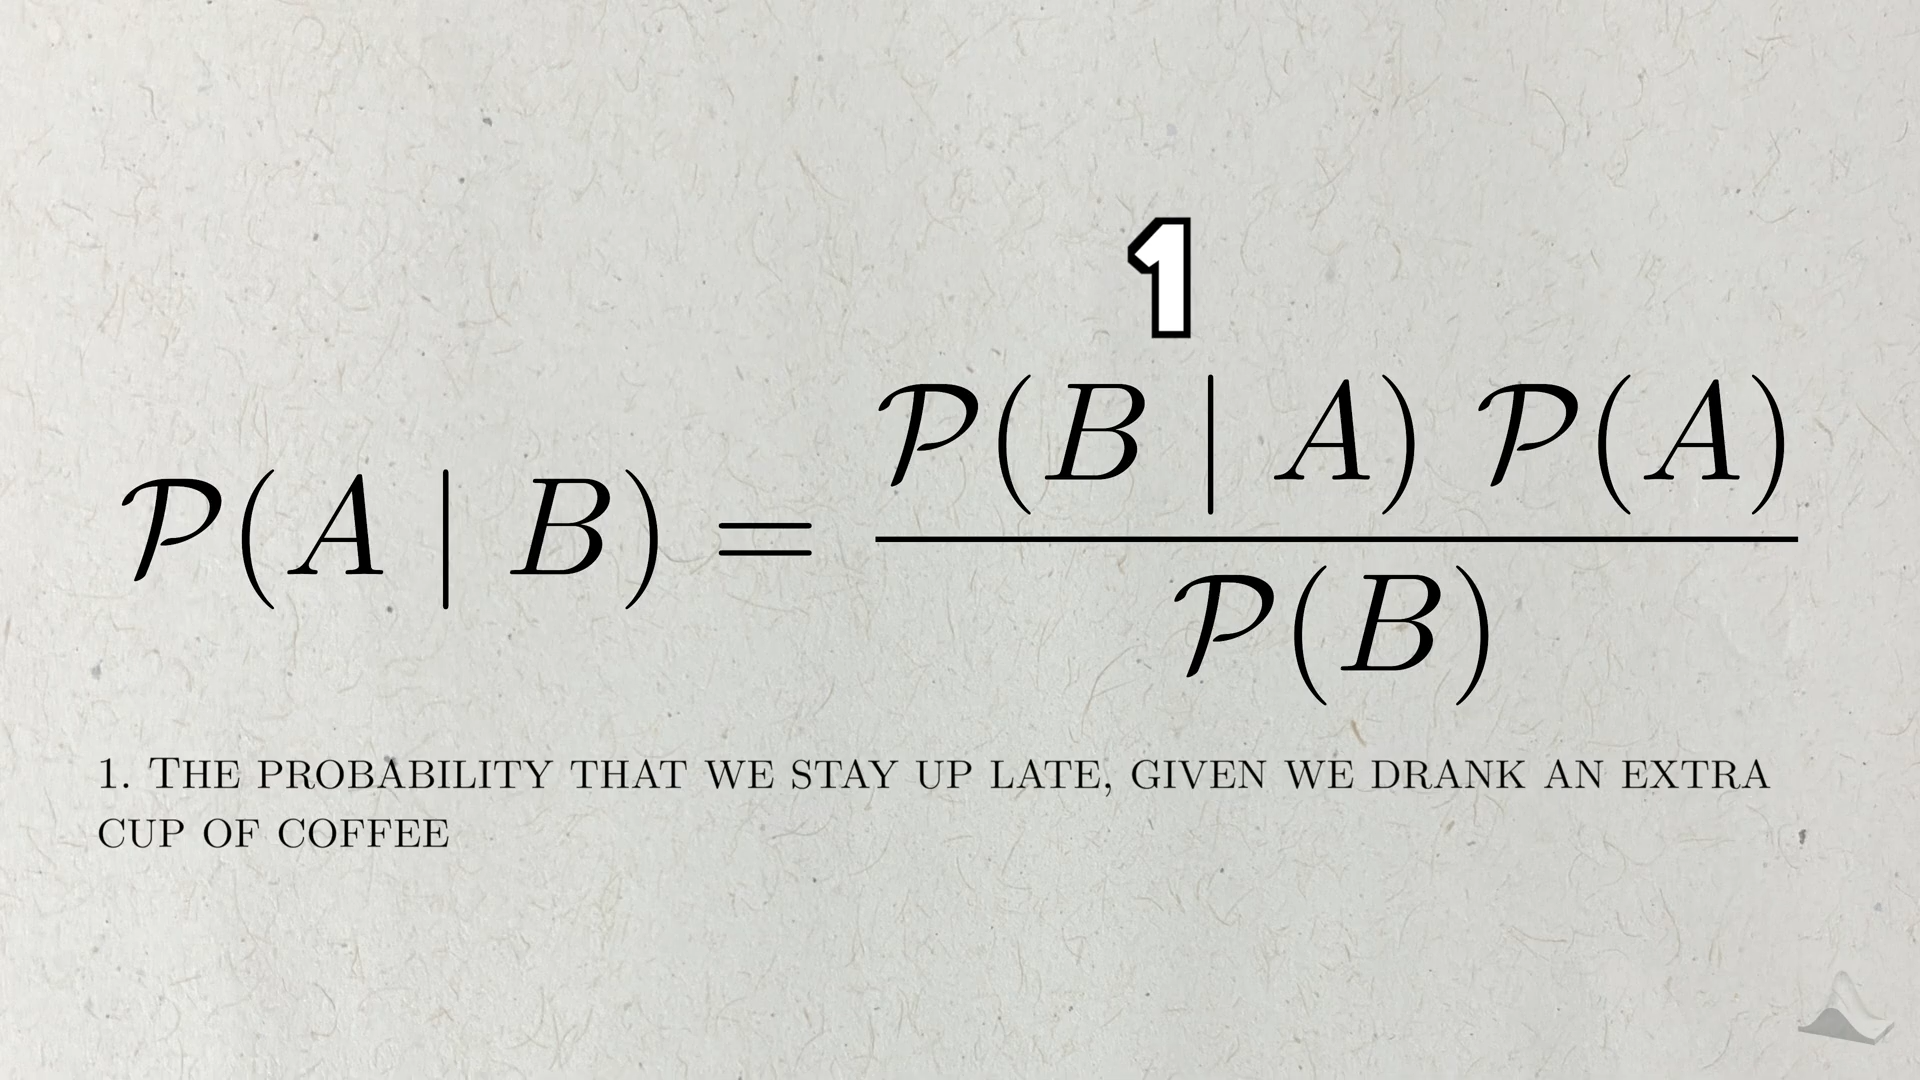 1
P(A | B) = P(B | A) P(A) / P(B)
1. THE PROBABILITY THAT WE STAY UP LATE, GIVEN WE DRANK AN EXTRA
CUP OF COFFEE